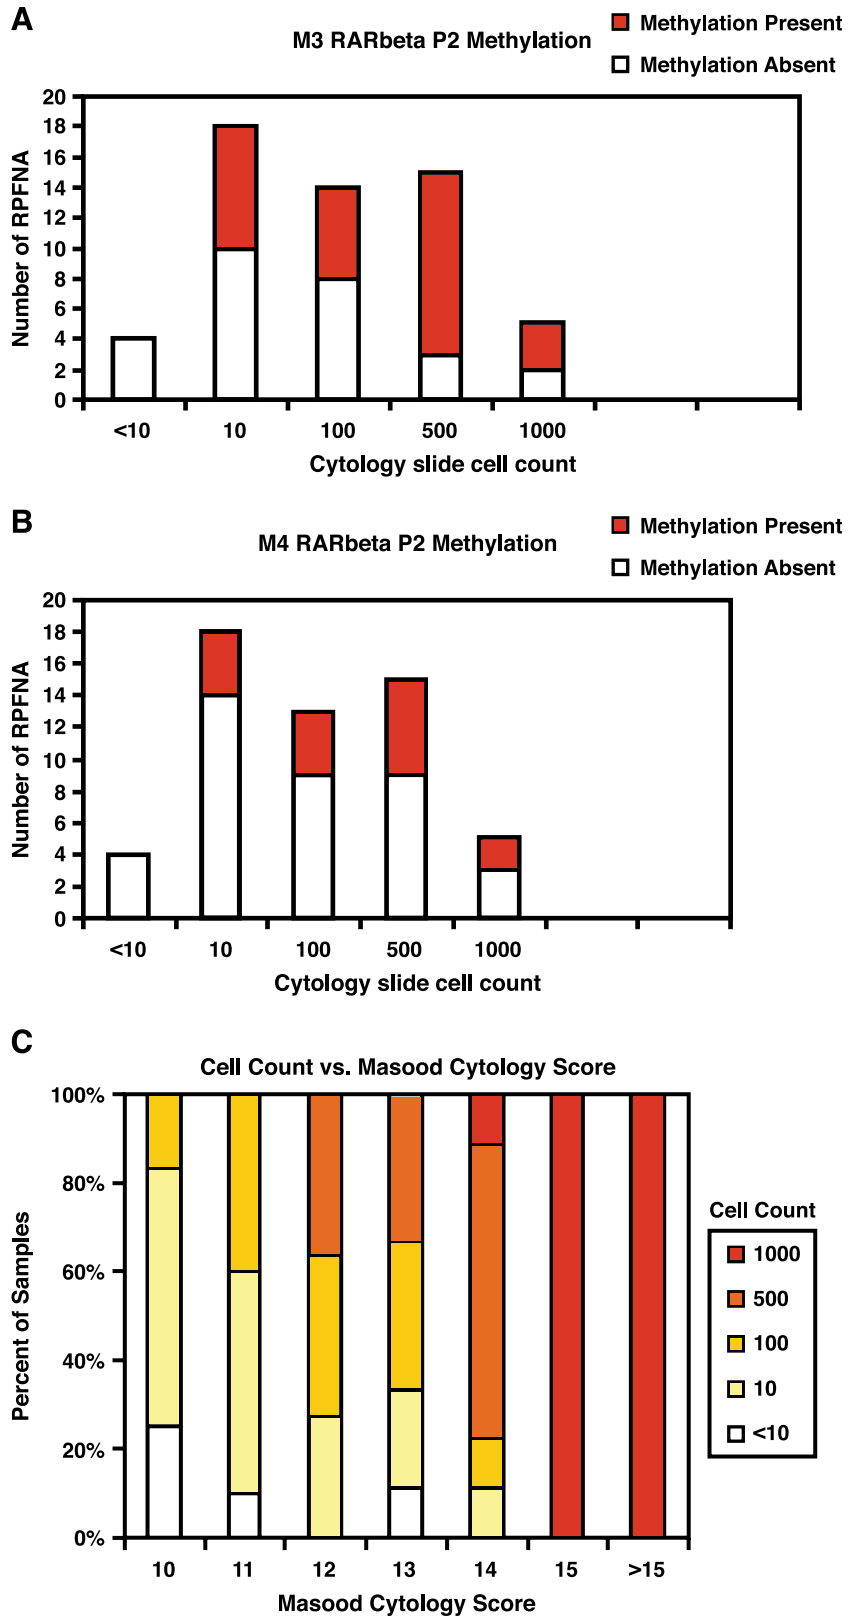 A
M3 RARbeta P2 Methylation
Methylation Present
Methylation Absent
Number of RPFNA
20
18
16
14
12
10
8
6
4
2
0
<10 10 100 500 1000
Cytology slide cell count
B
M4 RARbeta P2 Methylation
Methylation Present
Methylation Absent
Number of RPFNA
20
18
16
14
12
10
8
6
4
2
0
<10 10 100 500 1000
Cytology slide cell count
C
Cell Count vs. Masood Cytology Score
Percent of Samples
100%
80%
60%
40%
20%
0%
10 11 12 13 14 15 >15
Masood Cytology Score
Cell Count
1000
500
100
10
<10